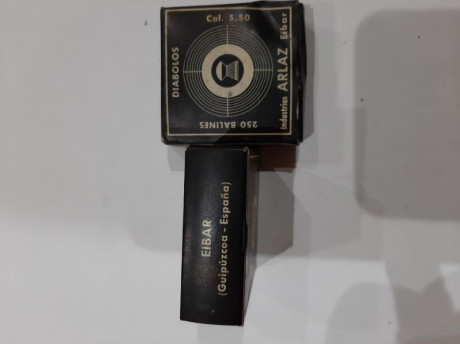 Cal. 5,50
DIABOLOS
250 BALINES
Industrias ARLAZ Eibar
EIBAR
(Guipúzcoa - España)